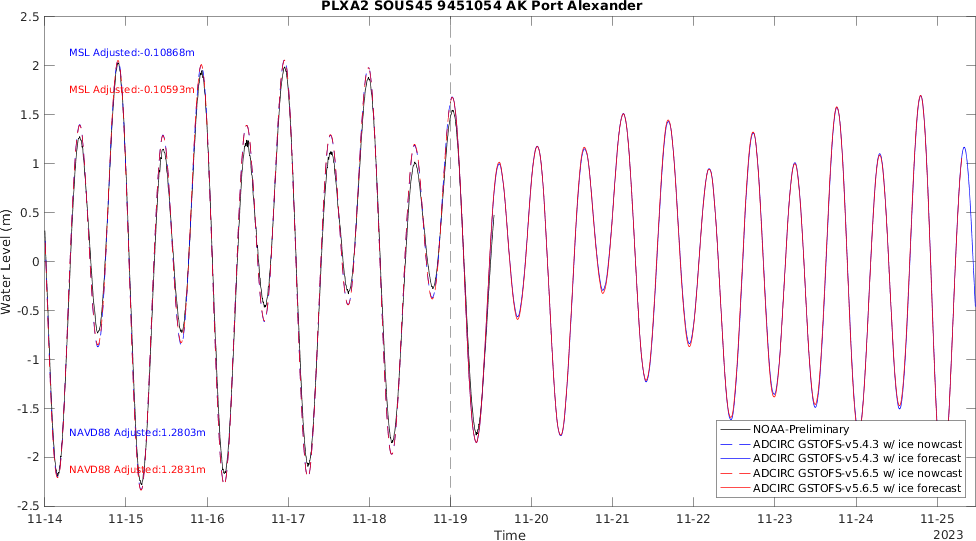 PLXA2 SOUS45 9451054 AK Port Alexander
2.5
2
1.5
1
0.5
0
-0.5
-1
-1.5
-2
-2.5
Water Level (m)
MSL Adjusted:-0.10868m
MSL Adjusted:-0.10593m
NAVD88 Adjusted:1.2803m
NAVD88 Adjusted:1.2831m
NOAA-Preliminary
ADCIRC GSTOFS-v5.4.3 w/ ice nowcast
ADCIRC GSTOFS-v5.4.3 w/ ice forecast
ADCIRC GSTOFS-v5.6.5 w/ ice nowcast
ADCIRC GSTOFS-v5.6.5 w/ ice forecast
11-14 11-15 11-16 11-17 11-18 11-19 11-20 11-21 11-22 11-23 11-24 11-25
Time
2023